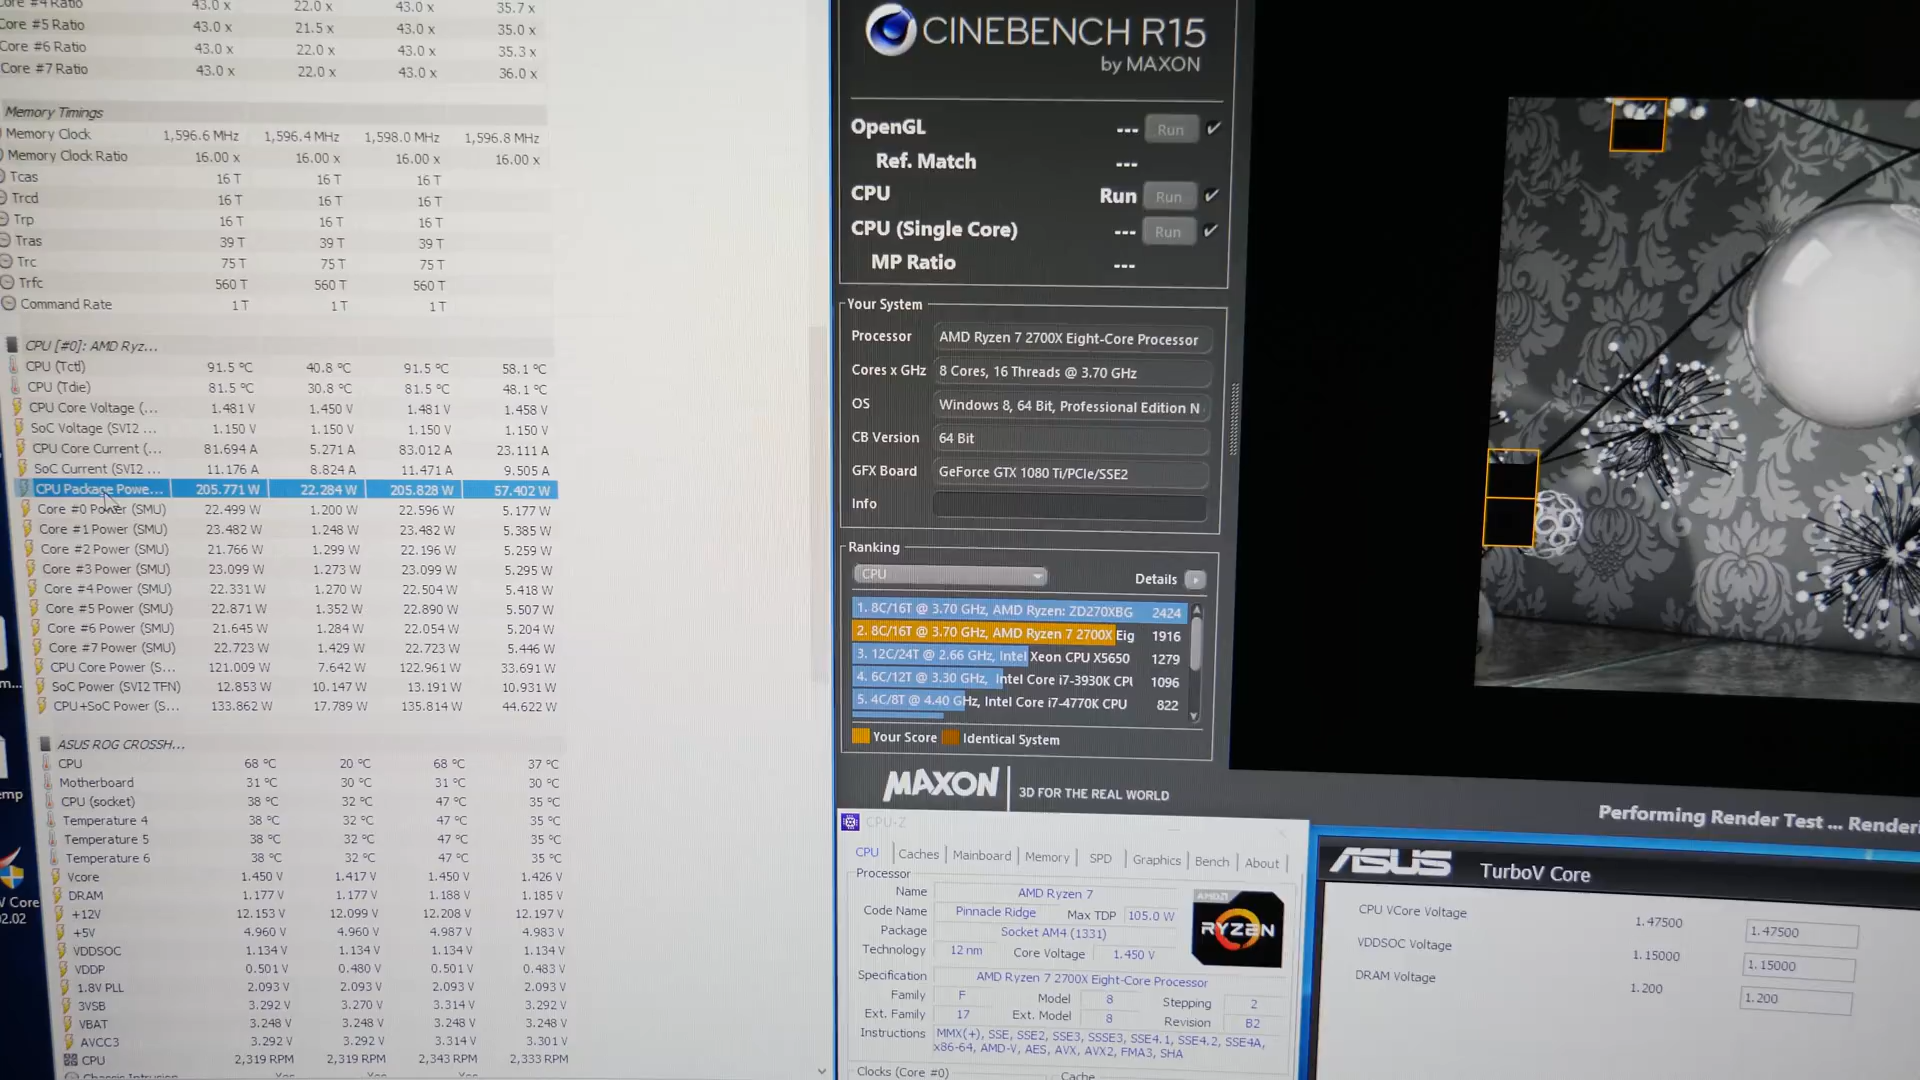 Core #4 Ratio 43.0 x 22.0 x 43.0 x 35.7 x
Core #5 Ratio 43.0 x 21.5 x 43.0 x 35.0 x
Core #6 Ratio 43.0 x 22.0 x 43.0 x 35.3 x
Core #7 Ratio 43.0 x 22.0 x 43.0 x 36.0 x
Memory Timings
Memory Clock 1,596.6 MHz 1,596.4 MHz 1,598.0 MHz 1,596.8 MHz
Memory Clock Ratio 16.00 x 16.00 x 16.00 x 16.00 x
Tcas 16 T 16 T 16 T
Trcd 16 T 16 T 16 T
Trp 16 T 16 T 16 T
Tras 39 T 39 T 39 T
Trc 75 T 75 T 75 T
Trfc 560 T 560 T 560 T
Command Rate 1 T 1 T 1 T
CPU [#0]: AMD Ryz...
CPU (Tctl) 91.5 °C 40.8 °C 91.5 °C 58.1 °C
CPU (Tdie) 81.5 °C 30.8 °C 81.5 °C 48.1 °C
CPU Core Voltage (... 1.481 V 1.450 V 1.481 V 1.458 V
SoC Voltage (SVI2 ... 1.150 V 1.150 V 1.150 V 1.150 V
CPU Core Current (... 81.694 A 5.271 A 83.012 A 23.111 A
SoC Current (SVI2 ... 11.176 A 8.824 A 11.471 A 9.505 A
CPU Package Powe... 205.771 W 22.284 W 205.828 W 57.402 W
Core #0 Power (SMU) 22.499 W 1.200 W 22.596 W 5.177 W
Core #1 Power (SMU) 23.482 W 1.248 W 23.482 W 5.385 W
Core #2 Power (SMU) 21.766 W 1.299 W 22.196 W 5.259 W
Core #3 Power (SMU) 23.099 W 1.273 W 23.099 W 5.295 W
Core #4 Power (SMU) 22.331 W 1.270 W 22.504 W 5.418 W
Core #5 Power (SMU) 22.871 W 1.352 W 22.890 W 5.507 W
Core #6 Power (SMU) 21.645 W 1.284 W 22.054 W 5.204 W
Core #7 Power (SMU) 22.723 W 1.429 W 22.723 W 5.446 W
CPU Core Power (S... 121.009 W 7.642 W 122.961 W 33.691 W
SoC Power (SVI2 TFN) 12.853 W 10.147 W 13.191 W 10.931 W
CPU+SoC Power (S... 133.862 W 17.789 W 135.814 W 44.622 W
ASUS ROG CROSSH...
CPU 68 °C 20 °C 68 °C 37 °C
Motherboard 31 °C 30 °C 31 °C 30 °C
CPU (socket) 38 °C 32 °C 47 °C 35 °C
Temperature 4 38 °C 32 °C 47 °C 35 °C
Temperature 5 38 °C 32 °C 47 °C 35 °C
Temperature 6 38 °C 32 °C 47 °C 35 °C
Vcore 1.450 V 1.417 V 1.450 V 1.426 V
DRAM 1.177 V 1.177 V 1.188 V 1.185 V
+12V 12.153 V 12.099 V 12.208 V 12.197 V
+5V 4.960 V 4.960 V 4.987 V 4.983 V
VDDSOC 1.134 V 1.134 V 1.134 V 1.134 V
VDDP 0.501 V 0.480 V 0.501 V 0.483 V
1.8V PLL 2.093 V 2.093 V 2.093 V 2.093 V
3VSB 3.292 V 3.270 V 3.314 V 3.292 V
VBAT 3.248 V 3.248 V 3.248 V 3.248 V
AVCC3 3.292 V 3.292 V 3.314 V 3.301 V
CPU 2,319 RPM 2,319 RPM 2,343 RPM 2,333 RPM
m...
emp
V Core
02.02
CINEBENCH R15
by MAXON
OpenGL --- Run
Ref. Match ---
CPU Run Run
CPU (Single Core) --- Run
MP Ratio ---
Your System
Processor AMD Ryzen 7 2700X Eight-Core Processor
Cores x GHz 8 Cores, 16 Threads @ 3.70 GHz
OS Windows 8, 64 Bit, Professional Edition N
CB Version 64 Bit
GFX Board GeForce GTX 1080 Ti/PCIe/SSE2
Info
Ranking
CPU Details
1. 8C/16T @ 3.70 GHz, AMD Ryzen: ZD270XBG 2424
2. 8C/16T @ 3.70 GHz, AMD Ryzen 7 2700X Eig 1916
3. 12C/24T @ 2.66 GHz, Intel Xeon CPU X5650 1279
4. 6C/12T @ 3.30 GHz, Intel Core i7-3930K CPU 1096
5. 4C/8T @ 4.40 GHz, Intel Core i7-4770K CPU 822
Your Score Identical System
MAXON 3D FOR THE REAL WORLD
Performing Render Test ... Renderi
CPU-Z
CPU Caches Mainboard Memory SPD Graphics Bench About
Processor
Name AMD Ryzen 7
Code Name Pinnacle Ridge Max TDP 105.0 W
Package Socket AM4 (1331)
Technology 12 nm Core Voltage 1.450 V
Specification AMD Ryzen 7 2700X Eight-Core Processor
Family F Model 8 Stepping 2
Ext. Family 17 Ext. Model 8 Revision B2
Instructions MMX(+), SSE, SSE2, SSE3, SSSE3, SSE4.1, SSE4.2, SSE4A,
x86-64, AMD-V, AES, AVX, AVX2, FMA3, SHA
Clocks (Core #0) Cache
AMD
RYZEN
ASUS TurboV Core
CPU VCore Voltage 1.47500 1.47500
VDDSOC Voltage 1.15000 1.15000
DRAM Voltage 1.200 1.200